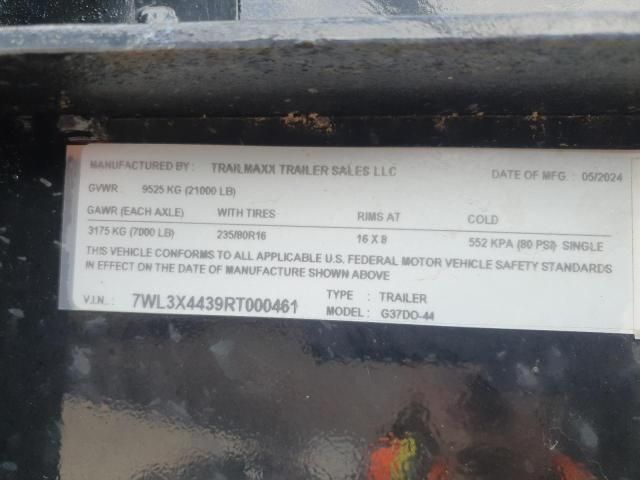 MANUFACTURED BY : TRAILMAXX TRAILER SALES LLC DATE OF MFG. : 05/2024
GVWR : 9525 KG (21000 LB)
GAWR (EACH AXLE) WITH TIRES RIMS AT COLD
3175 KG (7000 LB) 235/80R16 16 X 8 552 KPA (80 PSI) SINGLE
THIS VEHICLE CONFORMS TO ALL APPLICABLE U.S. FEDERAL MOTOR VEHICLE SAFETY STANDARDS
IN EFFECT ON THE DATE OF MANUFACTURE SHOWN ABOVE
V.I.N.: 7WL3X4439RT000461 TYPE : TRAILER
MODEL : G37DO-44